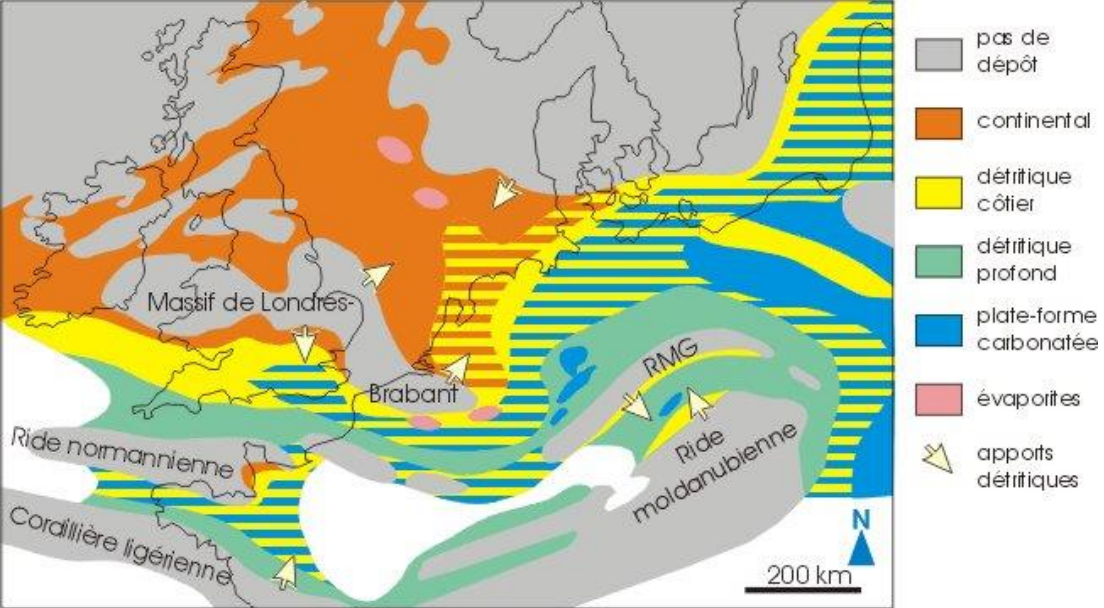 Massif de Londres-
Brabant
RMG
Ride normannienne
Ride
moldanubienne
Cordillière ligérienne
N
200 km
pas de
dépôt
continental
détritique
côtier
détritique
profond
plate-forme
carbonatée
évaporites
apports
détritiques